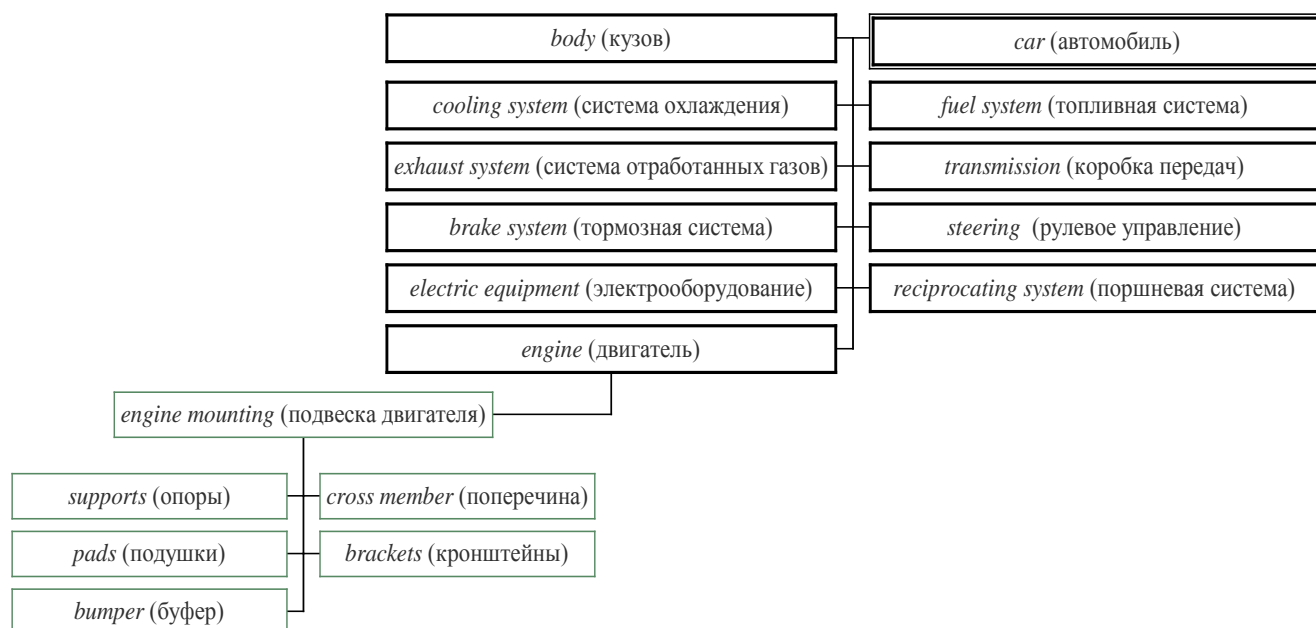 body (кузов)
car (автомобиль)
cooling system (система охлаждения)
fuel system (топливная система)
exhaust system (система отработанных газов)
transmission (коробка передач)
brake system (тормозная система)
steering (рулевое управление)
electric equipment (электрооборудование)
reciprocating system (поршневая система)
engine (двигатель)
engine mounting (подвеска двигателя)
supports (опоры)
cross member (поперечина)
pads (подушки)
brackets (кронштейны)
bumper (буфер)